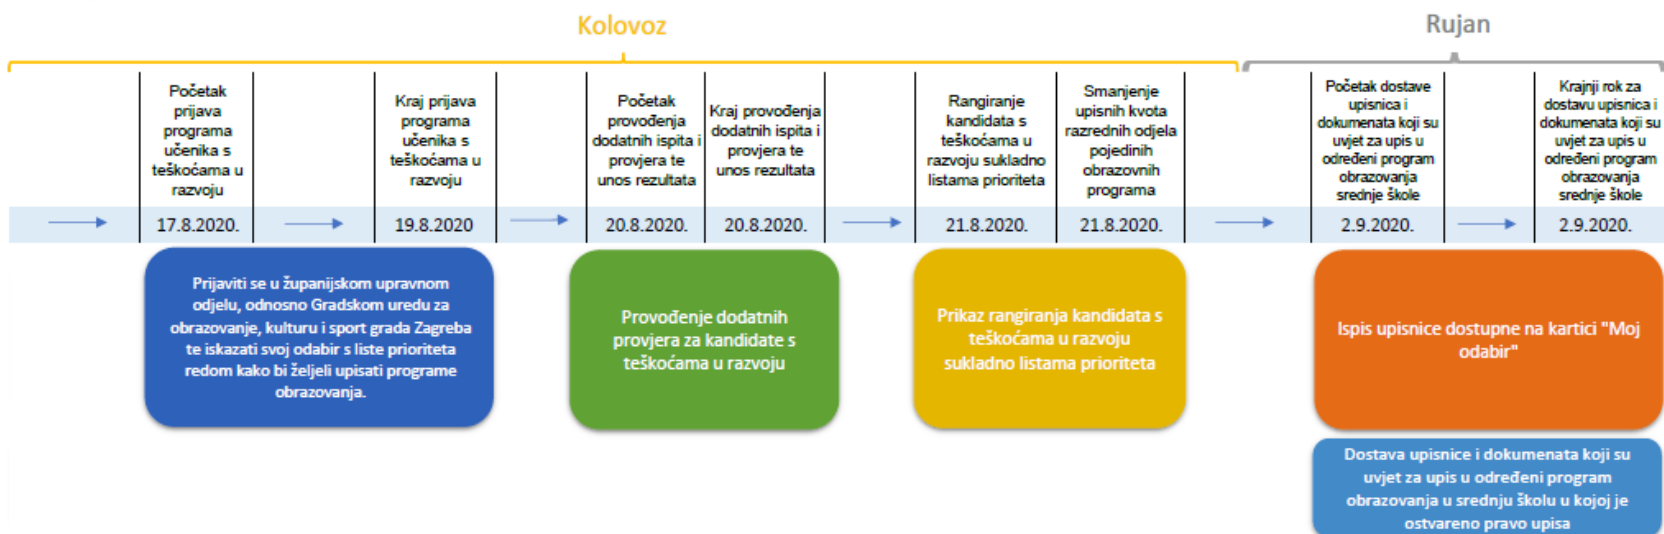 Kolovoz
Rujan
Početak
prijava
programa
učenika s
teškoćama u
razvoju
Kraj prijava
programa
učenika s
teškoćama u
razvoju
Početak
provođenja
dodatnih ispita i
provjera te
unos rezultata
Kraj provođenja
dodatnih ispita i
provjera te
unos rezultata
Rangiranje
kandidata s
teškoćama u
razvoju sukladno
listama prioriteta
Smanjenje
upisnih kvota
razrednih odjela
pojedinih
obrazovnih
programa
Početak dostave
upisnica i
dokumenata koji su
uvjet za upis u
određeni program
obrazovanja
srednje škole
Krajnji rok za
dostavu upisnica i
dokumenata koji su
uvjet za upis u
određeni program
obrazovanja
srednje škole
17.8.2020.
19.8.2020
20.8.2020.
20.8.2020.
21.8.2020.
21.8.2020.
2.9.2020.
2.9.2020.
Prijaviti se u županijskom upravnom
odjelu, odnosno Gradskom uredu za
obrazovanje, kulturu i sport grada Zagreba
te iskazati svoj odabir s liste prioriteta
redom kako bi željeli upisati programe
obrazovanja.
Provođenje dodatnih
provjera za kandidate s
teškoćama u razvoju
Prikaz rangiranja kandidata s
teškoćama u razvoju
sukladno listama prioriteta
Ispis upisnice dostupne na kartici "Moj
odabir"
Dostava upisnice i dokumenata koji su
uvjet za upis u određeni program
obrazovanja u srednju školu u kojoj je
ostvareno pravo upisa